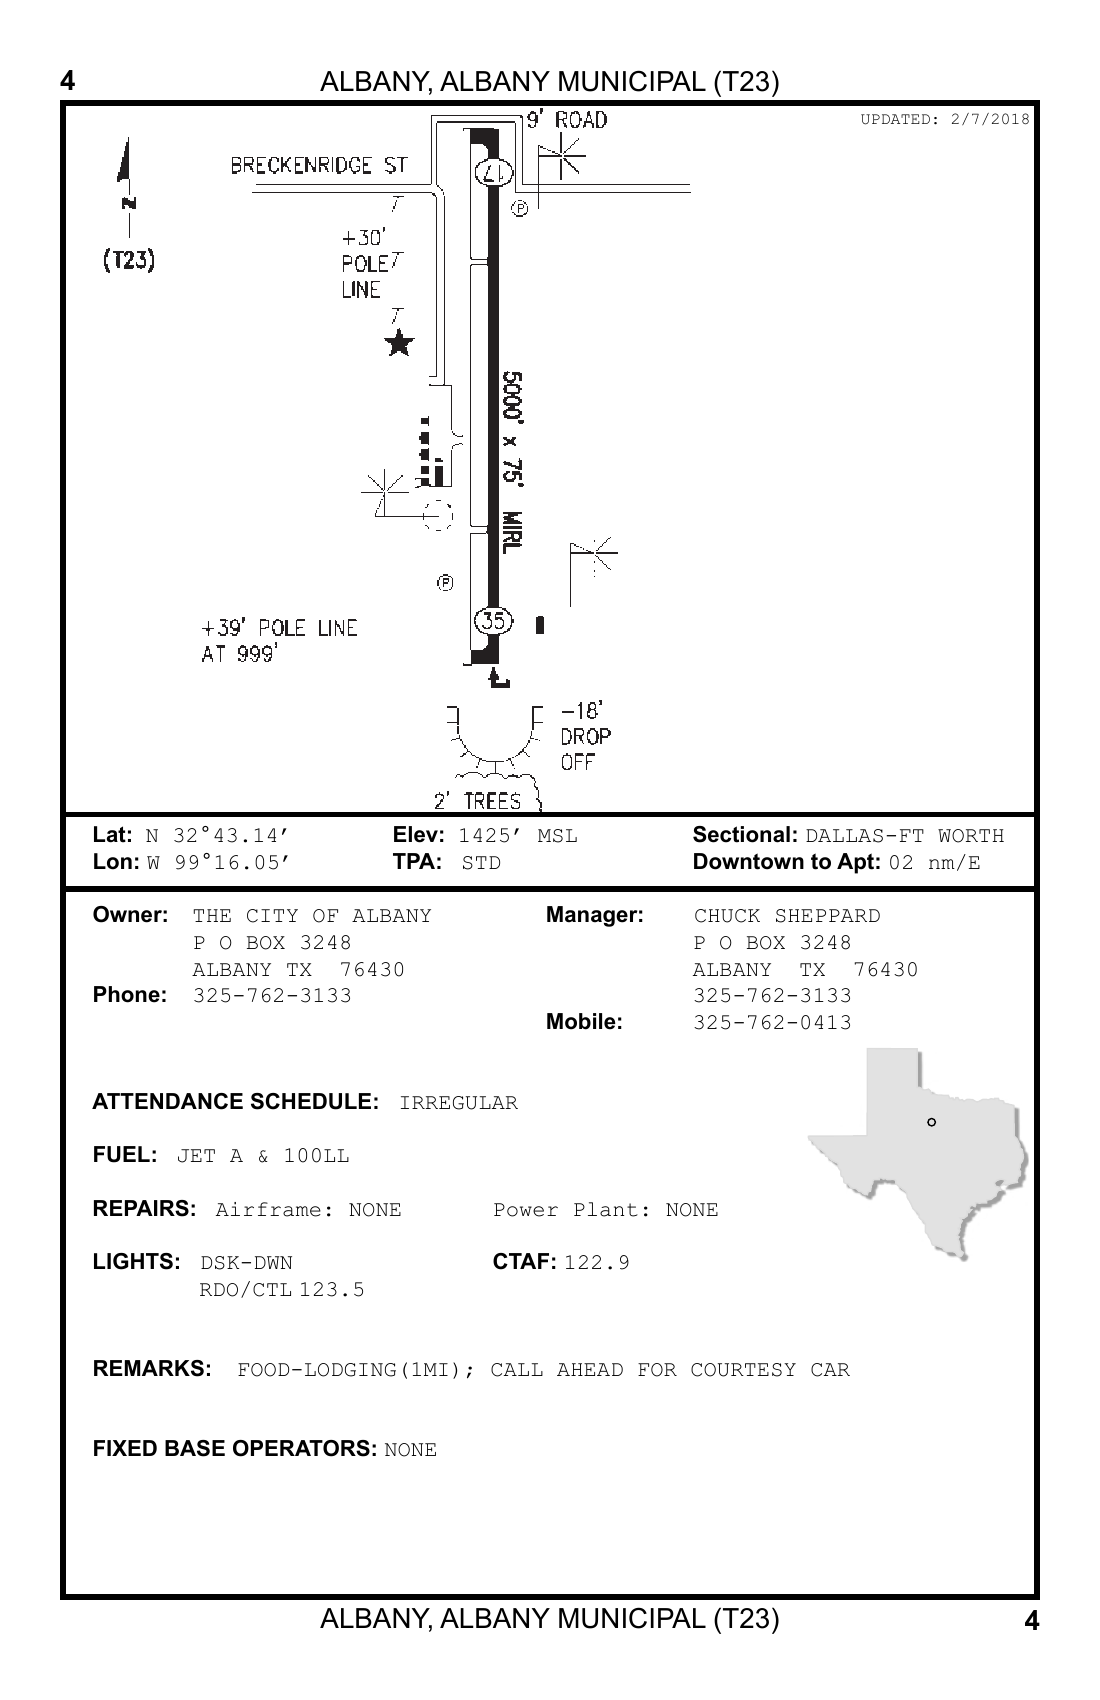 4
ALBANY, ALBANY MUNICIPAL (T23)
UPDATED: 2/7/2018
9' ROAD
BRECKENRIDGE ST
17
N
P
(T23)
+30'
POLE
LINE
5000' x 75' MIRL
P
35
+39' POLE LINE
AT 999'
-18'
DROP
OFF
2' TREES
Lat: N 32°43.14′ Elev: 1425′ MSL Sectional: DALLAS-FT WORTH
Lon: W 99°16.05′ TPA: STD Downtown to Apt: 02 nm/E
Owner: THE CITY OF ALBANY Manager: CHUCK SHEPPARD
P O BOX 3248 P O BOX 3248
ALBANY TX 76430 ALBANY TX 76430
Phone: 325-762-3133 325-762-3133
Mobile: 325-762-0413
ATTENDANCE SCHEDULE: IRREGULAR
FUEL: JET A & 100LL
REPAIRS: Airframe: NONE Power Plant: NONE
LIGHTS: DSK-DWN CTAF: 122.9
RDO/CTL 123.5
REMARKS: FOOD-LODGING(1MI); CALL AHEAD FOR COURTESY CAR
FIXED BASE OPERATORS: NONE
ALBANY, ALBANY MUNICIPAL (T23)
4